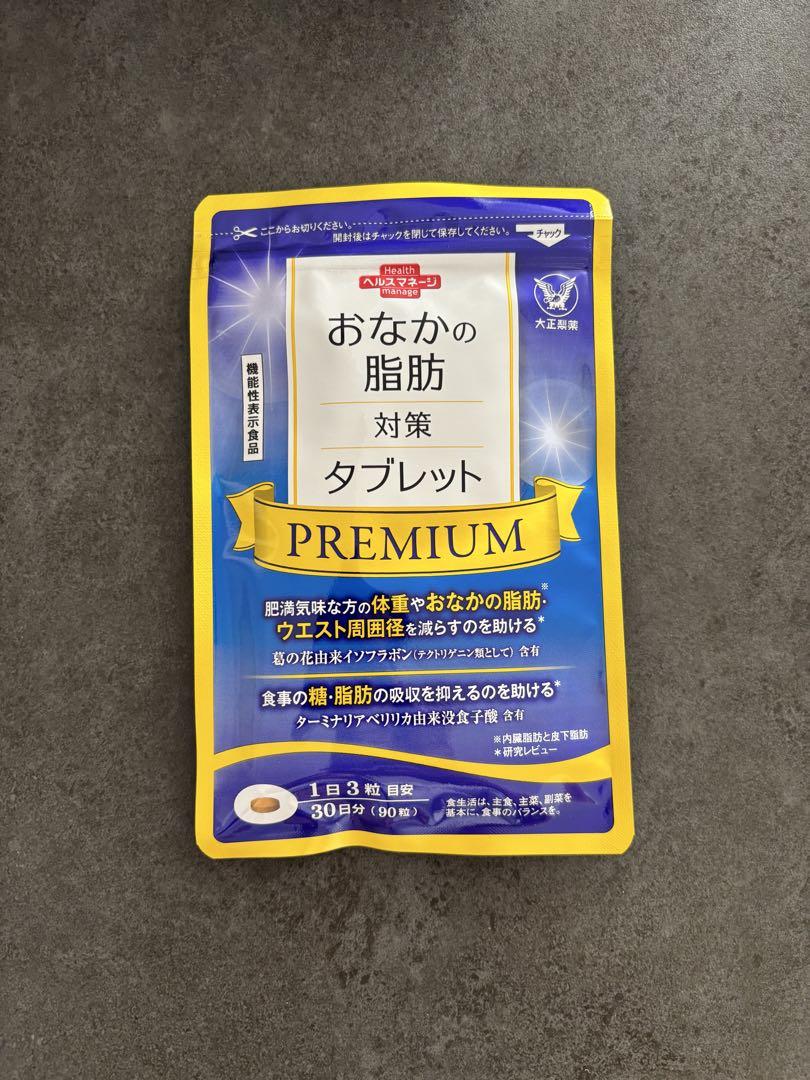 ここからお切りください。
開封後はチャックを閉じて保存してください。
チャック
Health
ヘルスマネージ
manage
大正製薬
おなかの
脂肪
対策
タブレット
機能性表示食品
PREMIUM
肥満気味な方の体重やおなかの脂肪※・
ウエスト周囲径を減らすのを助ける*
葛の花由来イソフラボン(テクトリゲニン類として) 含有
食事の糖・脂肪の吸収を抑えるのを助ける*
ターミナリアベリリカ由来没食子酸 含有
※内臓脂肪と皮下脂肪
*研究レビュー
1日3粒 目安
30日分(90粒)
食生活は、主食、主菜、副菜を
基本に、食事のバランスを。